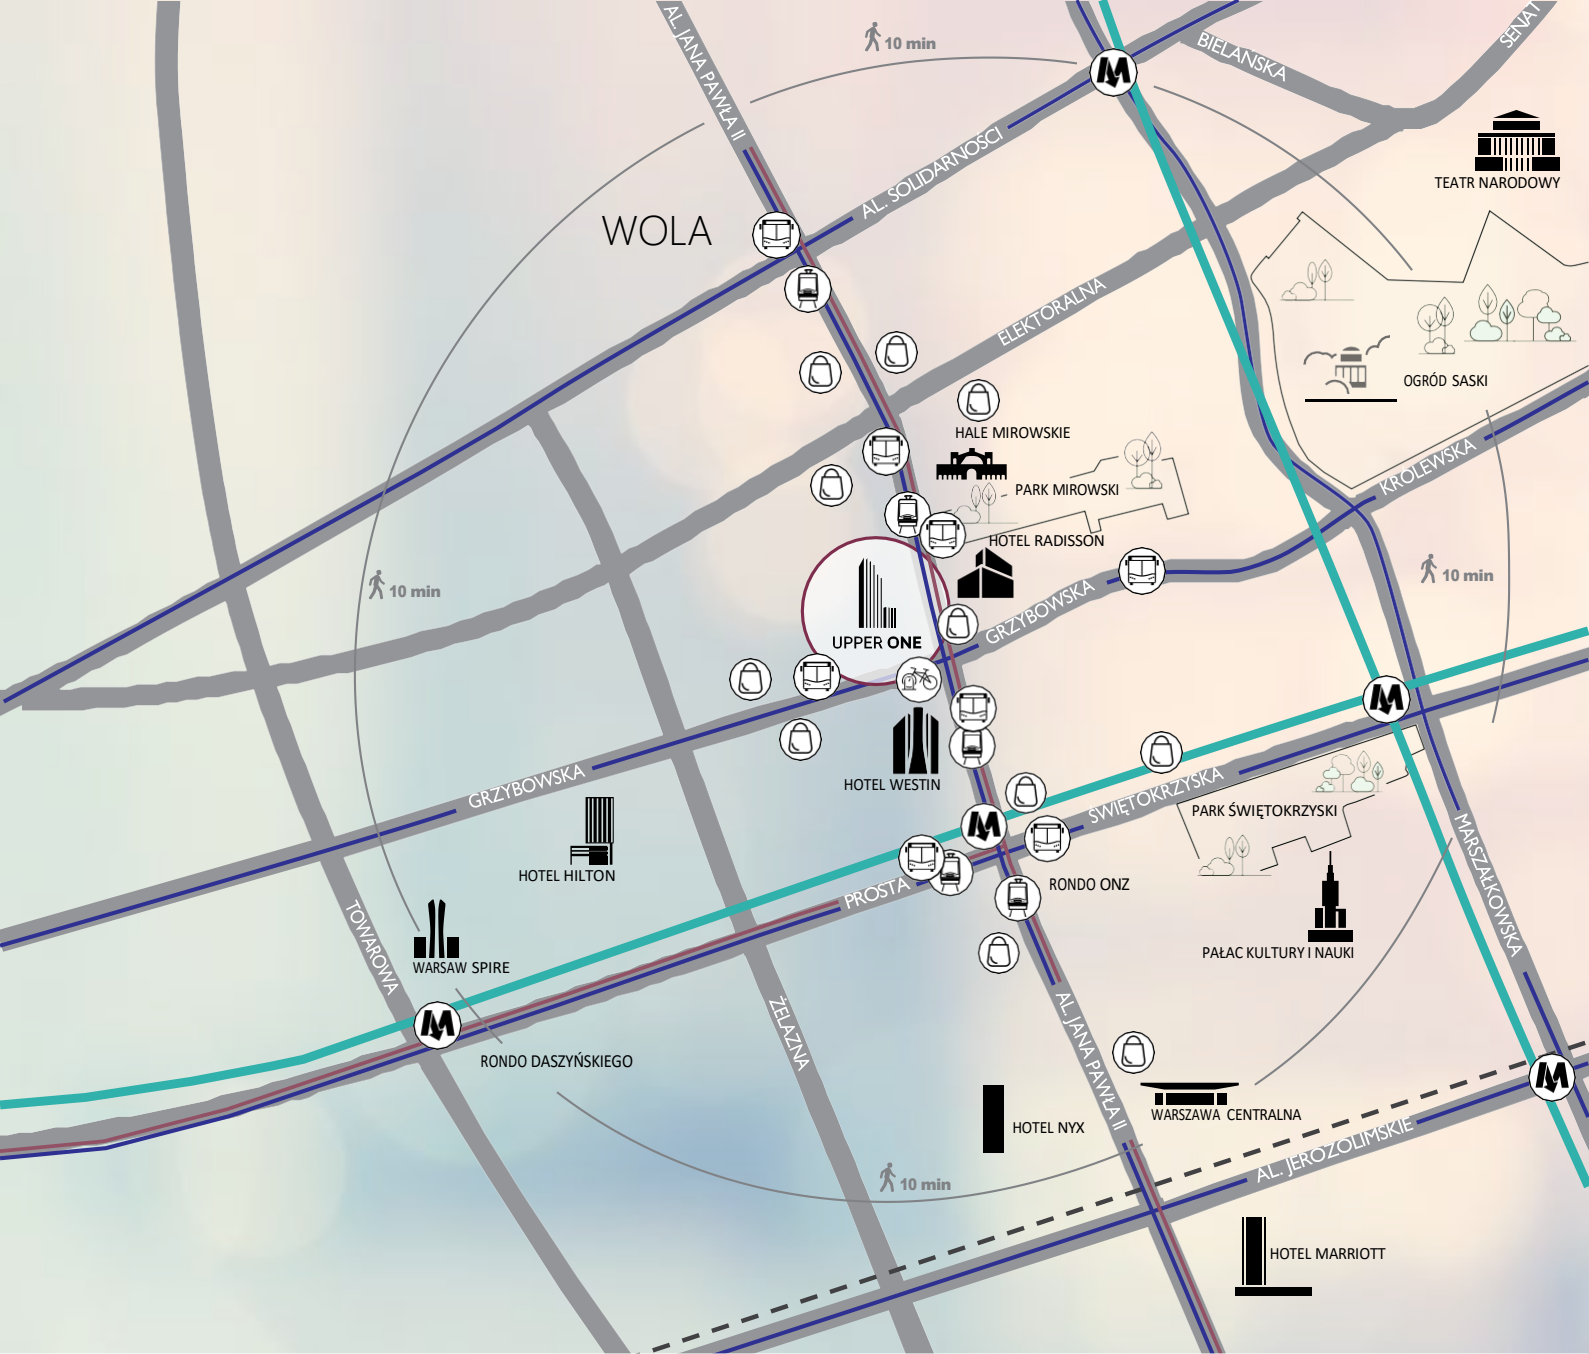 AL. JANA PAWŁA II
10 min
BIELAŃSKA
SENAT
TEATR NARODOWY
AL. SOLIDARNOŚCI
WOLA
ELEKTORALNA
OGRÓD SASKI
HALE MIROWSKIE
KRÓLEWSKA
PARK MIROWSKI
HOTEL RADISSON
10 min
10 min
GRZYBOWSKA
UPPER ONE
GRZYBOWSKA
HOTEL WESTIN
ŚWIĘTOKRZYSKA
PARK ŚWIĘTOKRZYSKI
HOTEL HILTON
PROSTA
RONDO ONZ
MARSZAŁKOWSKA
TOWAROWA
WARSAW SPIRE
PAŁAC KULTURY I NAUKI
ŻELAZNA
RONDO DASZYŃSKIEGO
AL. JANA PAWŁA II
HOTEL NYX
WARSZAWA CENTRALNA
AL. JEROZOLIMSKIE
10 min
HOTEL MARRIOTT